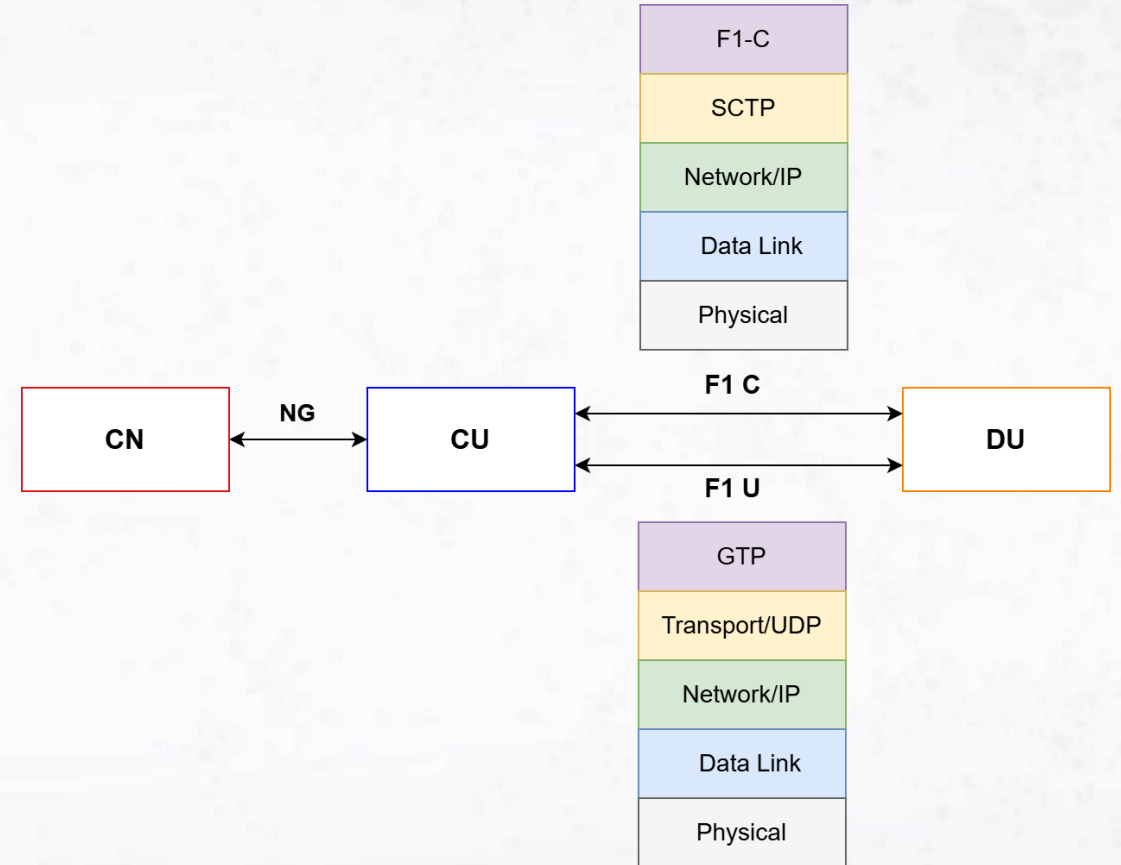 F1-C
SCTP
Network/IP
Data Link
Physical
F1 C
CN
NG
CU
DU
F1 U
GTP
Transport/UDP
Network/IP
Data Link
Physical